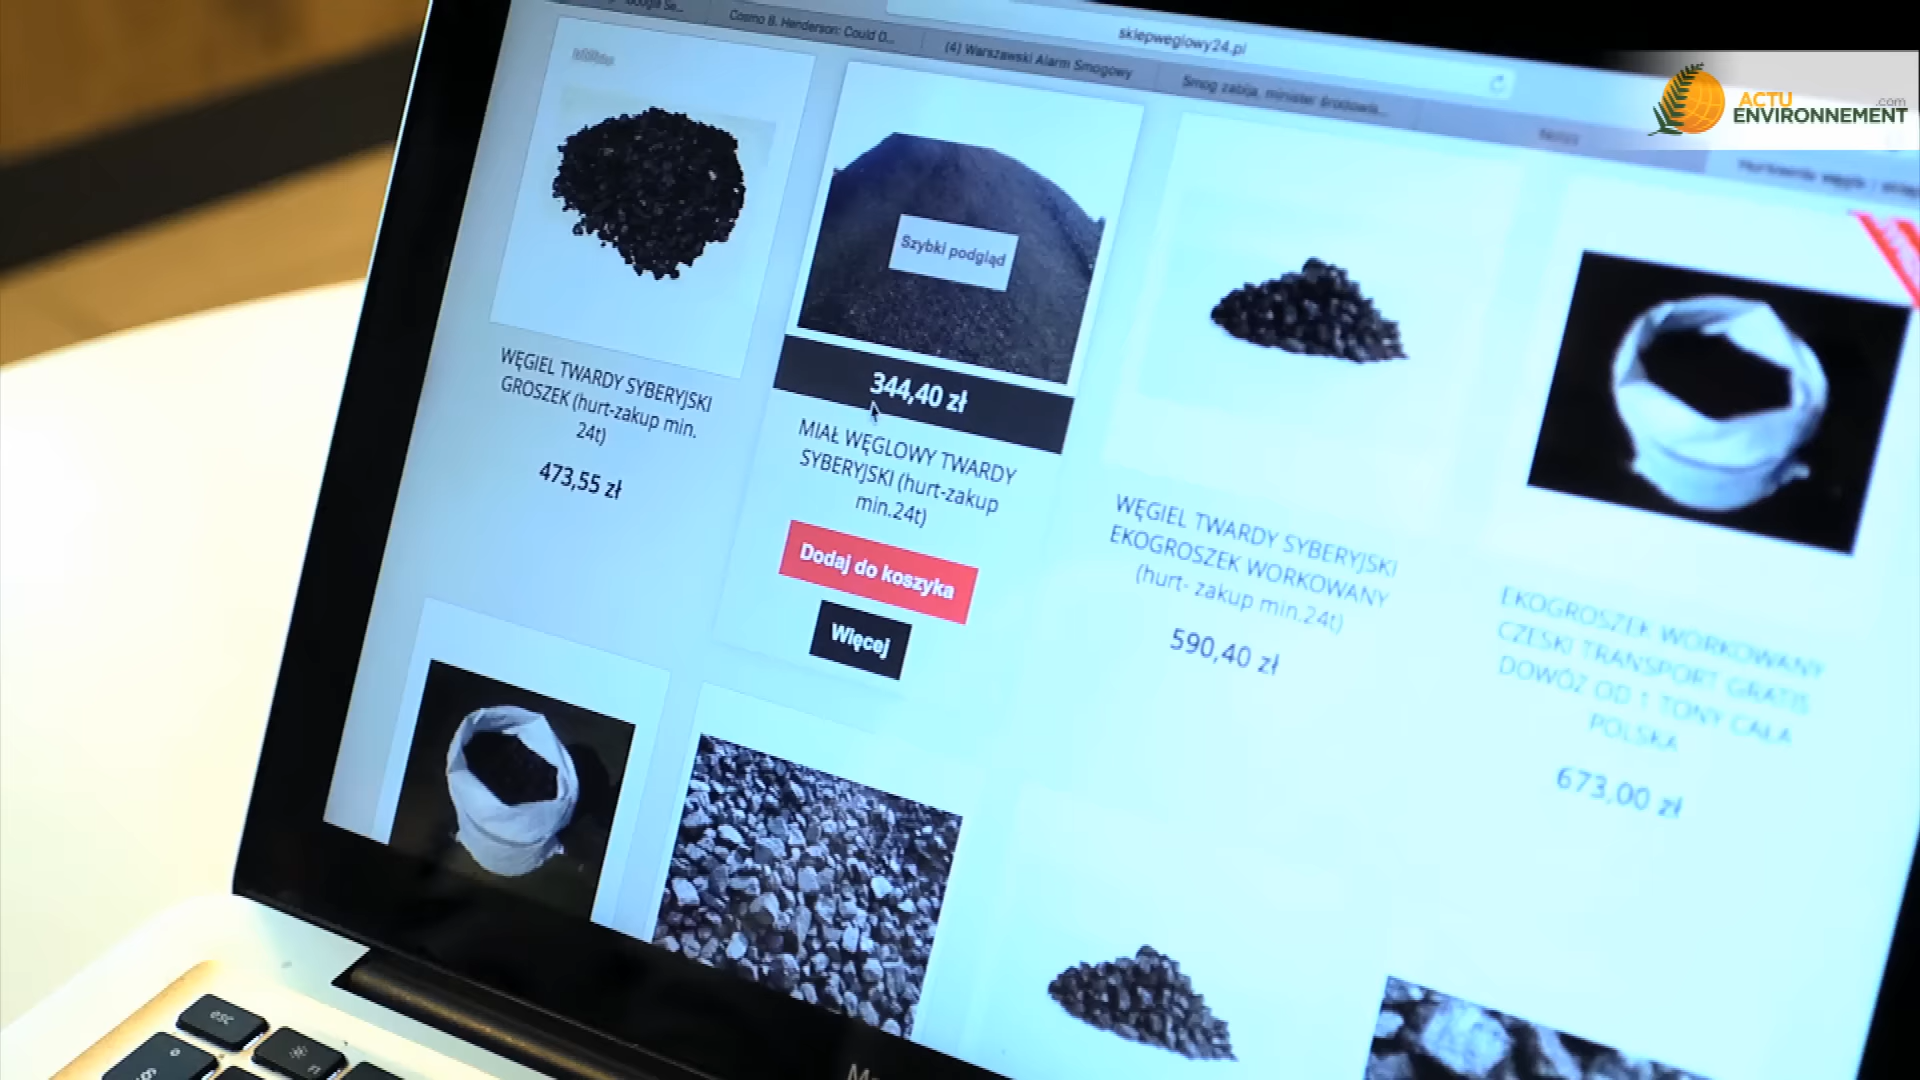 sklepweglowy24.pl
Cosmo B. Henderson: Could O...
(4) Warszawski Alarm Smogowy
Smog zabija, minister środowis...
ACTU
ENVIRONNEMENT
.com
WĘGIEL TWARDY SYBERYJSKI
GROSZEK (hurt-zakup min.
24t)
473,55 zł
Szybki podgląd
344,40 zł
MIAŁ WĘGLOWY TWARDY
SYBERYJSKI (hurt-zakup
min.24t)
Dodaj do koszyka
Więcej
WĘGIEL TWARDY SYBERYJSKI
EKOGROSZEK WORKOWANY
(hurt- zakup min.24t)
590,40 zł
EKOGROSZEK WORKOWANY
CZESKI TRANSPORT GRATIS
DOWÓZ OD 1 TONY CAŁA
POLSKA
673,00 zł
esc